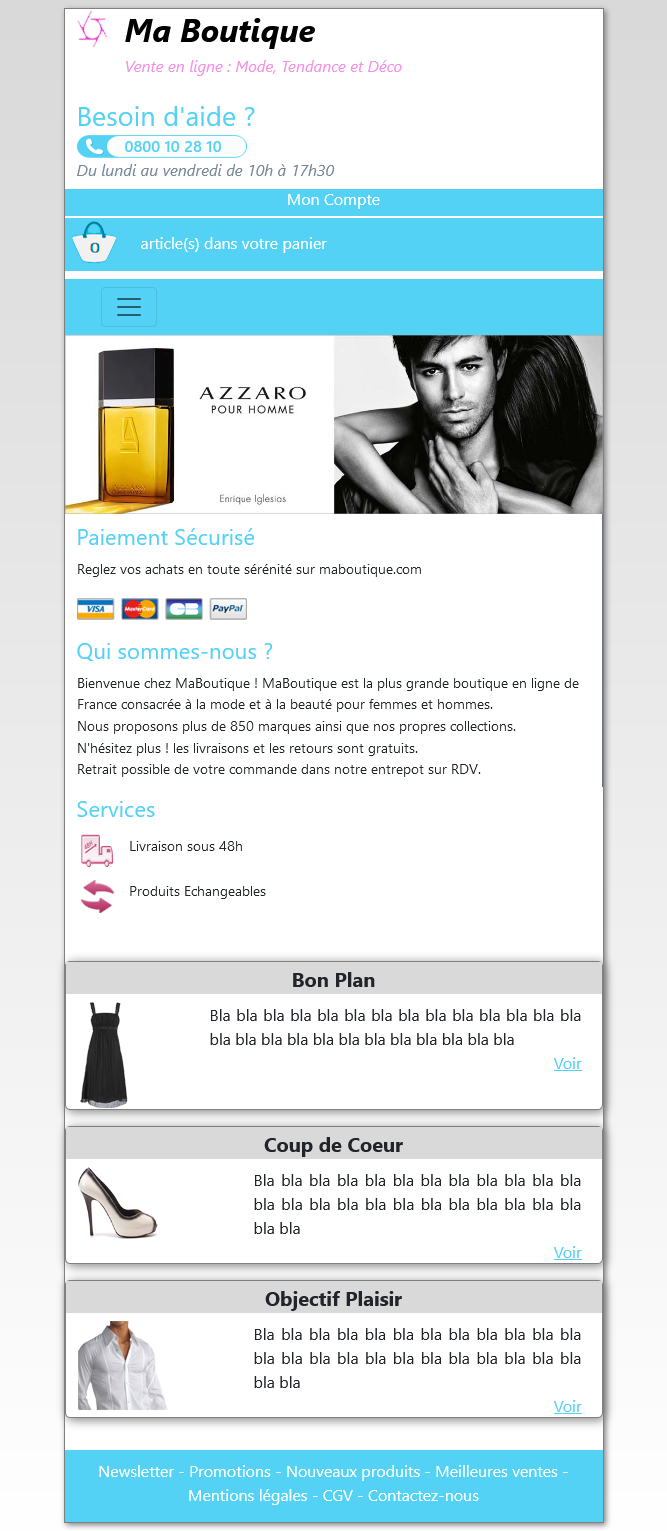 Ma Boutique
Vente en ligne : Mode, Tendance et Déco
Besoin d'aide ?
0800 10 28 10
Du lundi au vendredi de 10h à 17h30
Mon Compte
0 article(s) dans votre panier
AZZARO
POUR HOMME
Enrique Iglesias
Paiement Sécurisé
Reglez vos achats en toute sérénité sur maboutique.com
VISA MasterCard CB PayPal
Qui sommes-nous ?
Bienvenue chez MaBoutique ! MaBoutique est la plus grande boutique en ligne de
France consacrée à la mode et à la beauté pour femmes et hommes.
Nous proposons plus de 850 marques ainsi que nos propres collections.
N'hésitez plus ! les livraisons et les retours sont gratuits.
Retrait possible de votre commande dans notre entrepot sur RDV.
Services
Livraison sous 48h
Produits Echangeables
Bon Plan
Bla bla bla bla bla bla bla bla bla bla bla bla bla bla
bla bla bla bla bla bla bla bla bla bla bla bla
Voir
Coup de Coeur
Bla bla bla bla bla bla bla bla bla bla bla bla
bla bla bla bla bla bla bla bla bla bla bla bla
bla bla
Voir
Objectif Plaisir
Bla bla bla bla bla bla bla bla bla bla bla bla
bla bla bla bla bla bla bla bla bla bla bla bla
bla bla
Voir
Newsletter - Promotions - Nouveaux produits - Meilleures ventes -
Mentions légales - CGV - Contactez-nous